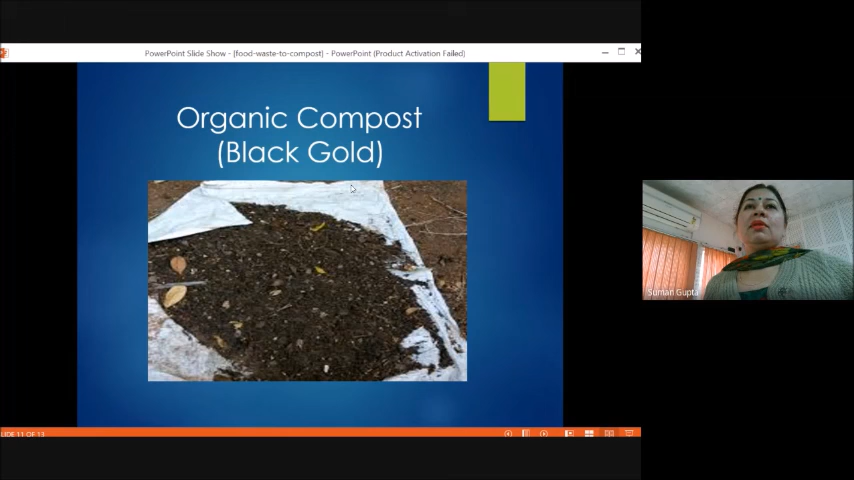 PowerPoint Slide Show - [food-waste-to-compost] - PowerPoint (Product Activation Failed)
Organic Compost
(Black Gold)
Suman Gupta
LIDE 11 OF 13